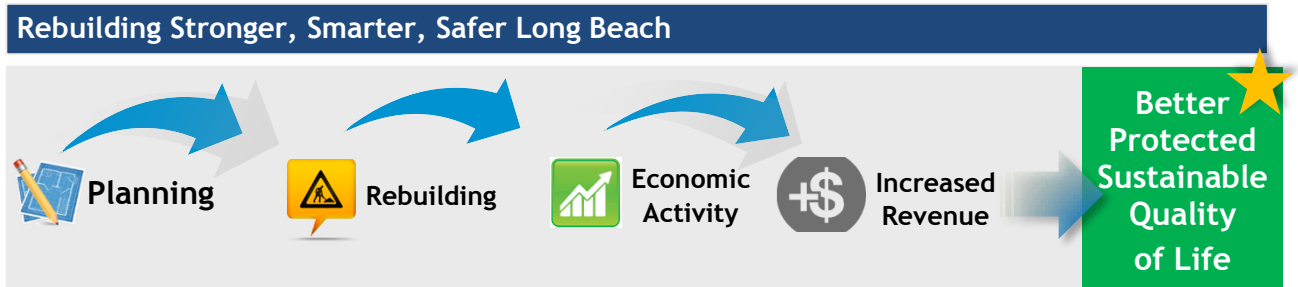 Rebuilding Stronger, Smarter, Safer Long Beach
Planning
Rebuilding
Economic
Activity
+$
Increased
Revenue
Better
Protected
Sustainable
Quality
of Life